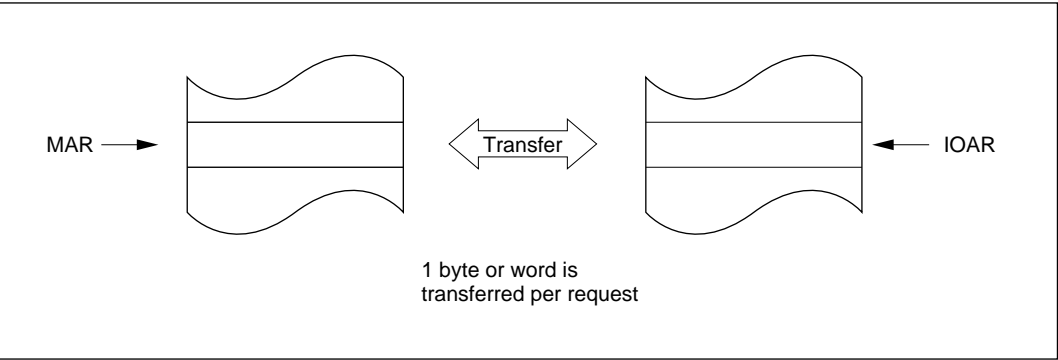 MAR
Transfer
IOAR
1 byte or word is
transferred per request